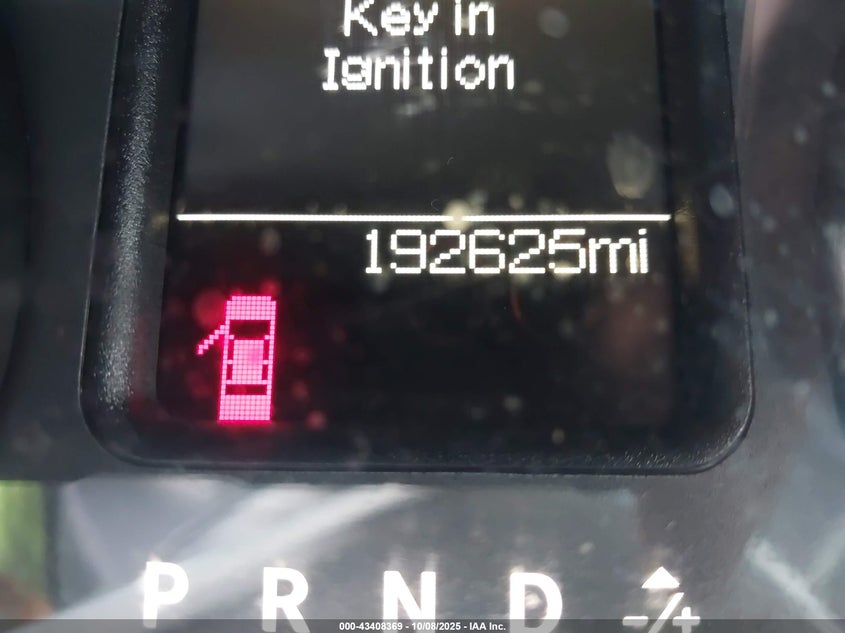 Key in
Ignition
192625mi
P R N D -/+
000-43408369 - 10/08/2025 - IAA Inc.